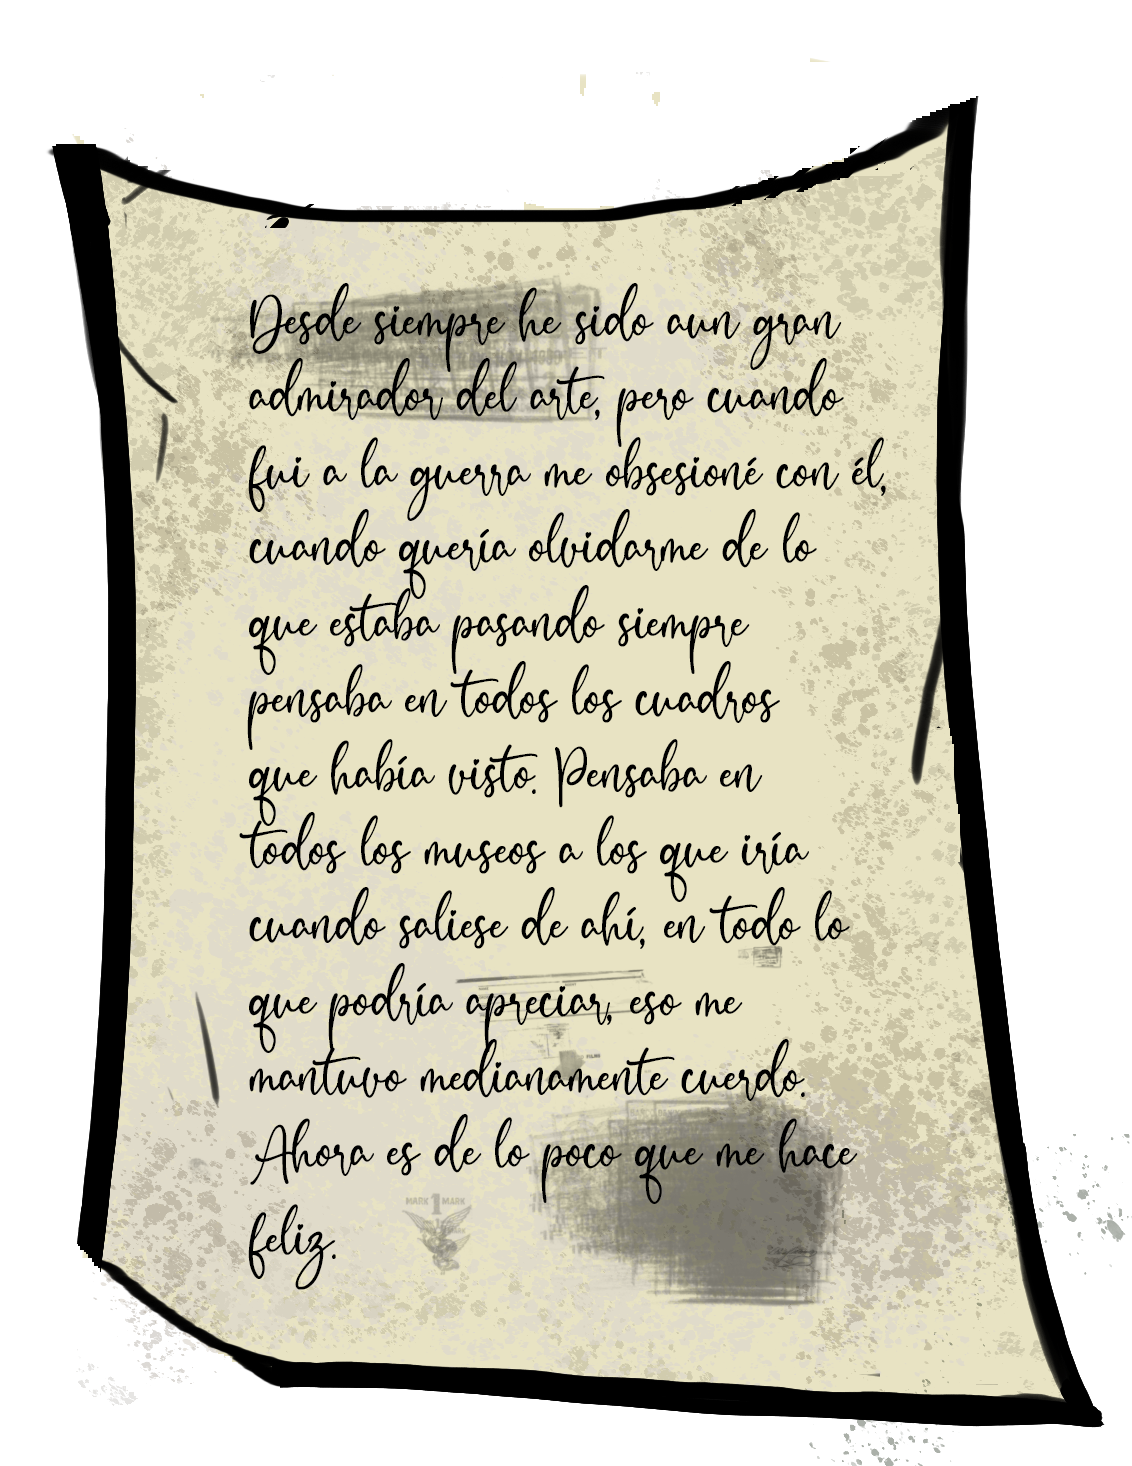 Desde siempre he sido aun gran
admirador del arte, pero cuando
fui a la guerra me obsesioné con él,
cuando quería olvidarme de lo
que estaba pasando siempre
pensaba en todos los cuadros
que había visto. Pensaba en
todos los museos a los que iría
cuando saliese de ahí, en todo lo
que podría apreciar, eso me
mantuvo medianamente cuerdo.
Ahora es de lo poco que me hace
feliz.
MARK 1 MARK